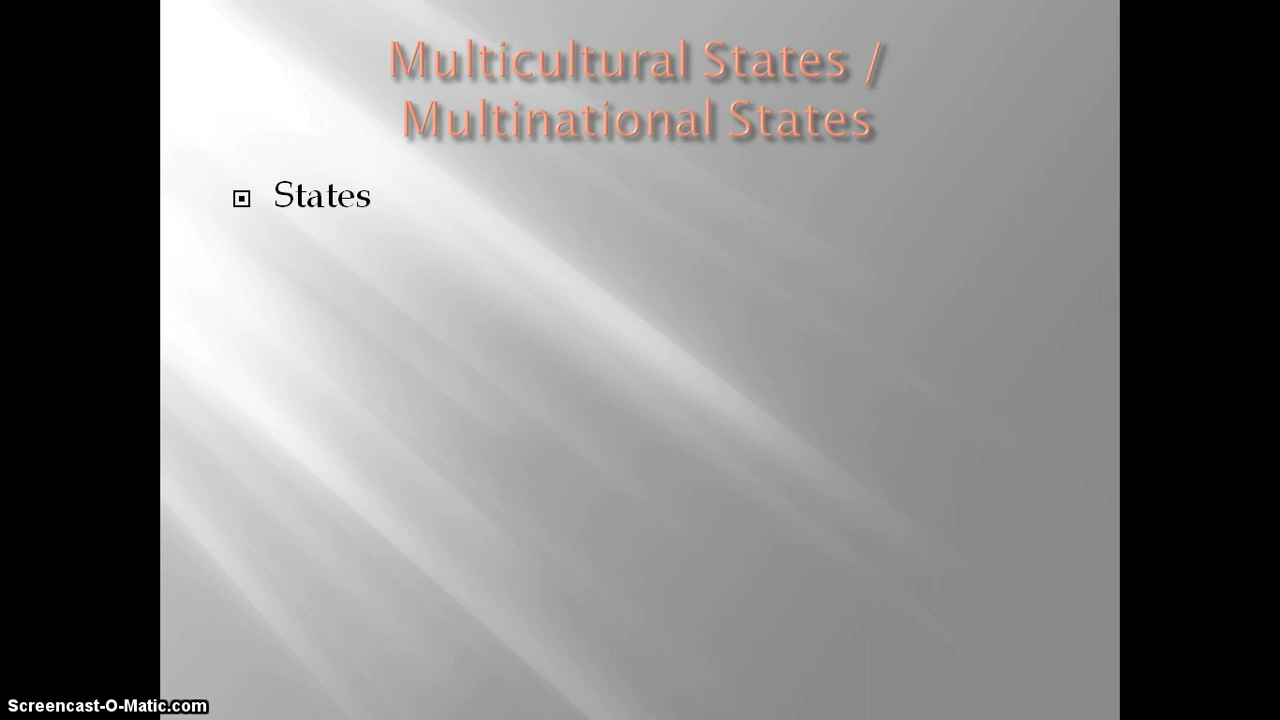 Multicultural States /
Multinational States
States
Screencast-O-Matic.com